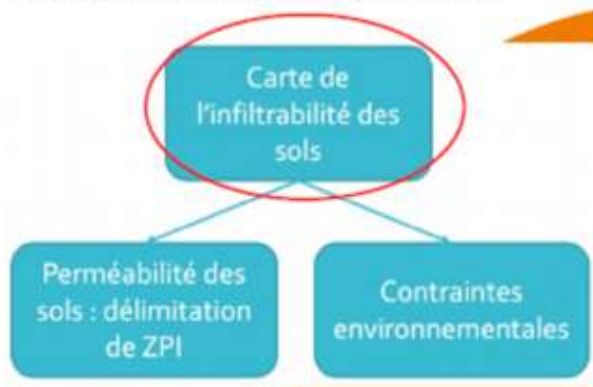 Carte de
l'infiltrabilité des
sols
Perméabilité des
sols : délimitation
de ZPI
Contraintes
environnementales